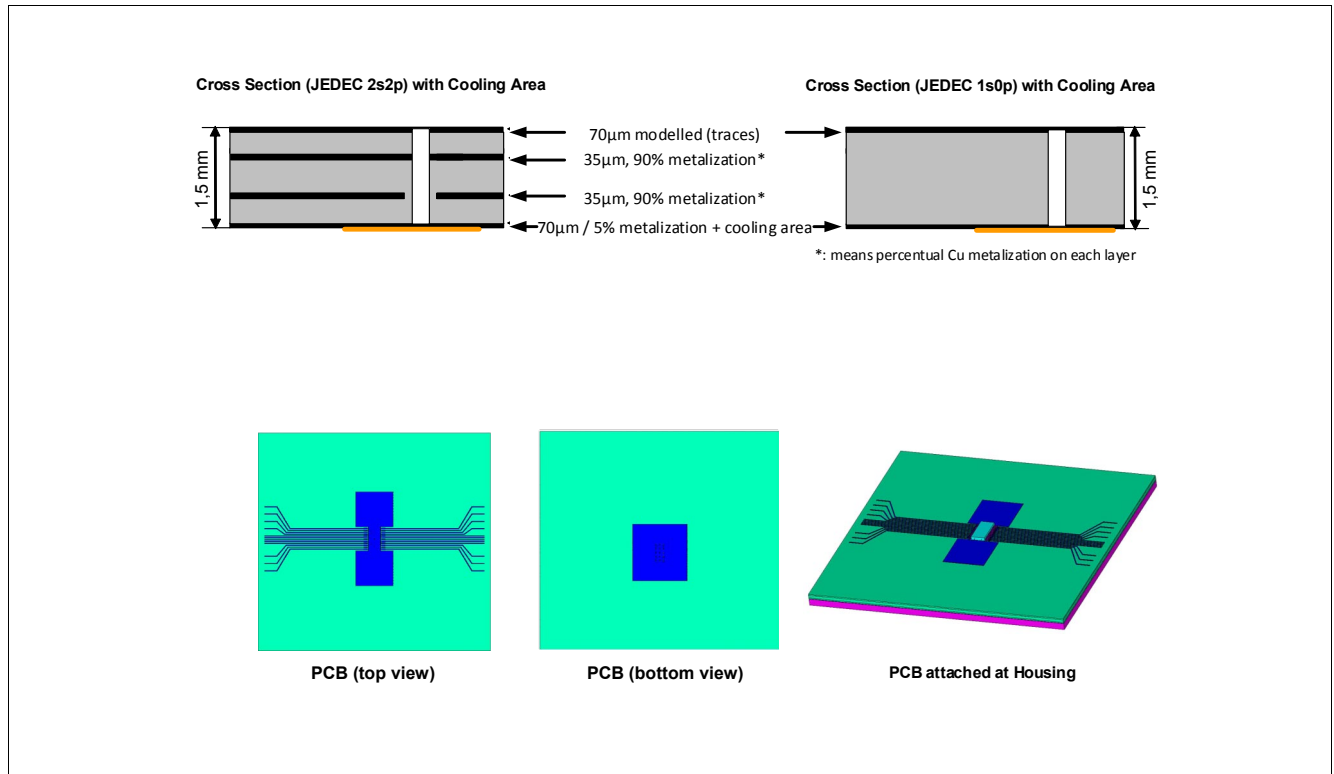 Cross Section (JEDEC 2s2p) with Cooling Area
Cross Section (JEDEC 1s0p) with Cooling Area
1,5 mm
70µm modelled (traces)
35µm, 90% metalization*
35µm, 90% metalization*
70µm / 5% metalization + cooling area
1,5 mm
*: means percentual Cu metalization on each layer
PCB (top view)
PCB (bottom view)
PCB attached at Housing